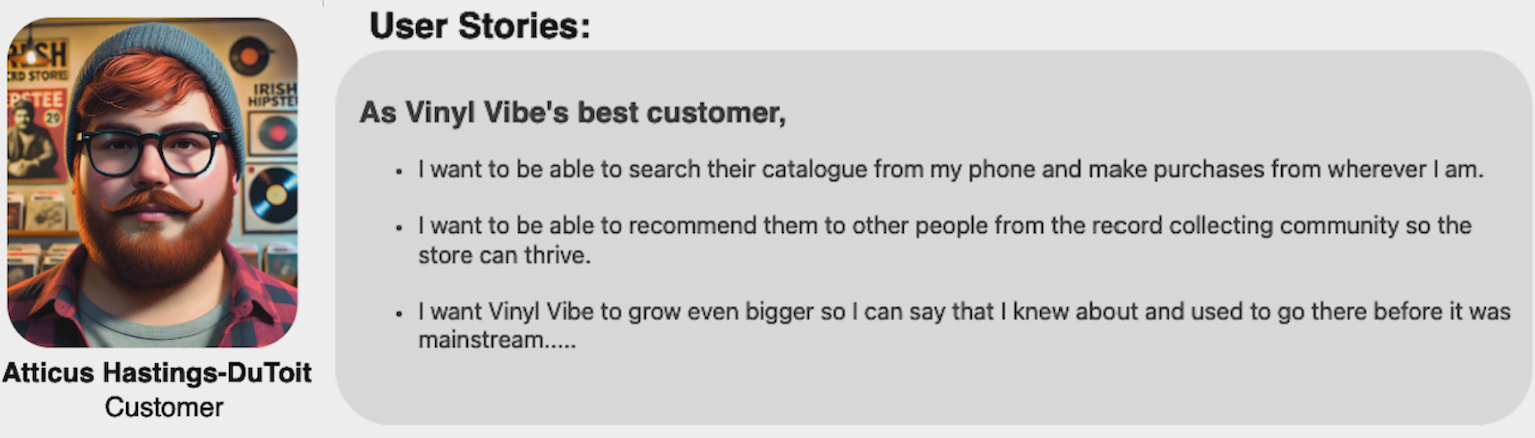 User Stories:
As Vinyl Vibe's best customer,
• I want to be able to search their catalogue from my phone and make purchases from wherever I am.
• I want to be able to recommend them to other people from the record collecting community so the
store can thrive.
• I want Vinyl Vibe to grow even bigger so I can say that I knew about and used to go there before it was
mainstream.....
RISH
RD STORE
PSTEE
29
IRISH
HIPSTE
Atticus Hastings-DuToit
Customer